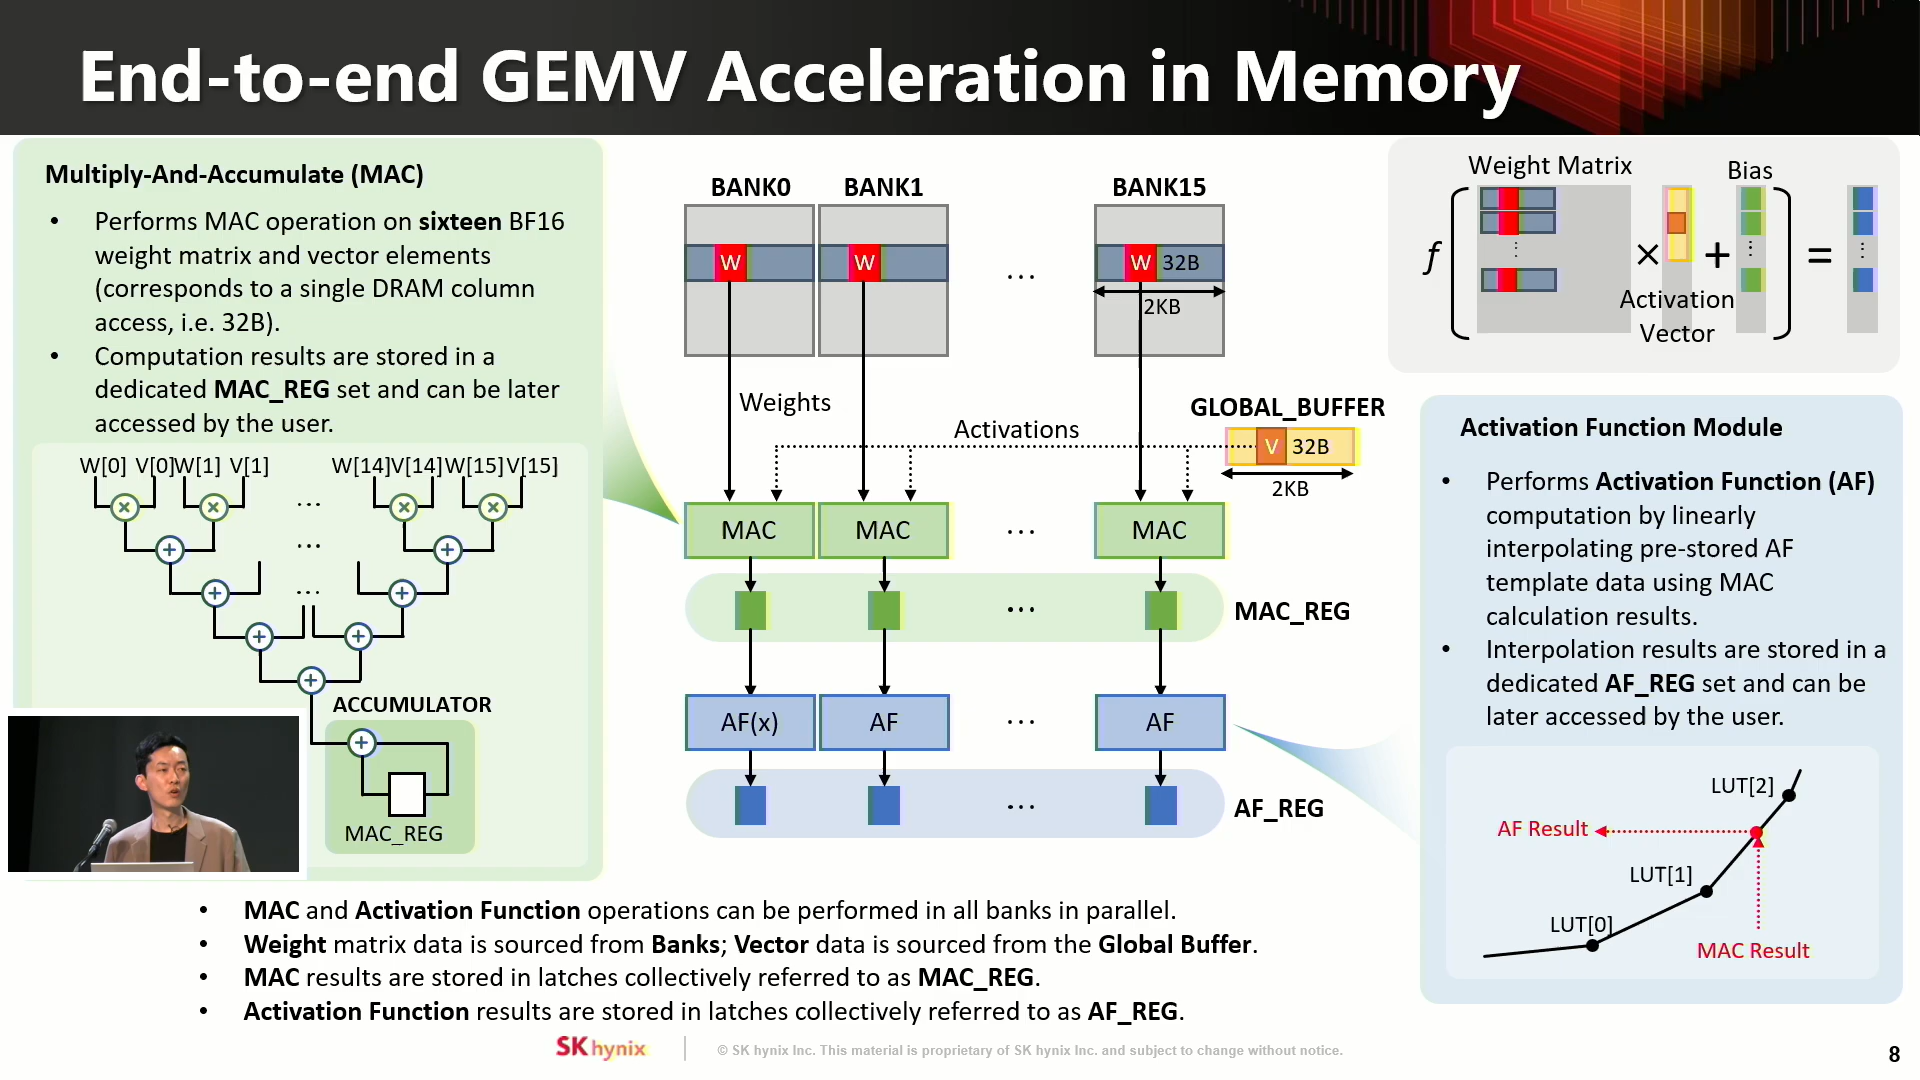 End-to-end GEMV Acceleration in Memory
Multiply-And-Accumulate (MAC)
• Performs MAC operation on sixteen BF16
weight matrix and vector elements
(corresponds to a single DRAM column
access, i.e. 32B).
• Computation results are stored in a
dedicated MAC_REG set and can be later
accessed by the user.
W[0] V[0]W[1] V[1] W[14]V[14]W[15]V[15]
× × ... × ×
+ ... +
+ ... +
+ +
+
ACCUMULATOR
+
MAC_REG
BANK0 BANK1 BANK15
W W ... W 32B
2KB
Weights
Activations
GLOBAL_BUFFER
V 32B
2KB
MAC MAC ... MAC
... MAC_REG
AF(x) AF ... AF
... AF_REG
Weight Matrix
Bias
f × + =
Activation
Vector
Activation Function Module
• Performs Activation Function (AF)
computation by linearly
interpolating pre-stored AF
template data using MAC
calculation results.
• Interpolation results are stored in a
dedicated AF_REG set and can be
later accessed by the user.
LUT[2]
AF Result
LUT[1]
LUT[0]
MAC Result
• MAC and Activation Function operations can be performed in all banks in parallel.
• Weight matrix data is sourced from Banks; Vector data is sourced from the Global Buffer.
• MAC results are stored in latches collectively referred to as MAC_REG.
• Activation Function results are stored in latches collectively referred to as AF_REG.
SK hynix
© SK hynix Inc. This material is proprietary of SK hynix Inc. and subject to change without notice.
8